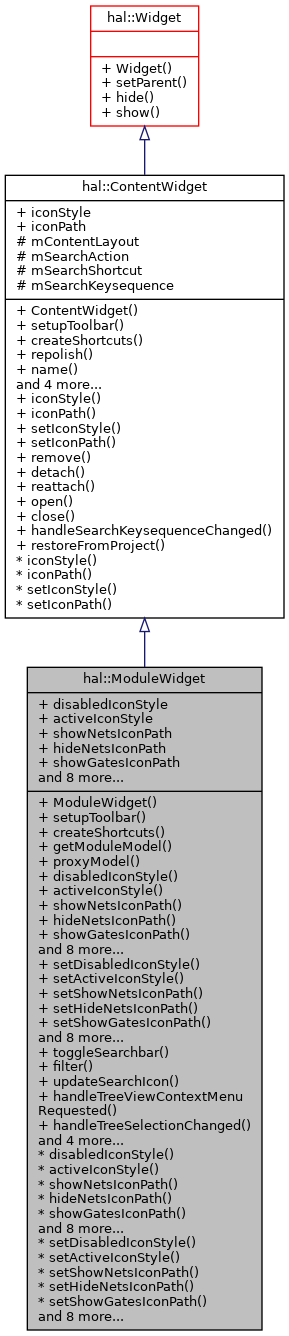 hal::Widget
+ Widget()
+ setParent()
+ hide()
+ show()
hal::ContentWidget
+ iconStyle
+ iconPath
# mContentLayout
# mSearchAction
# mSearchShortcut
# mSearchKeysequence
+ ContentWidget()
+ setupToolbar()
+ createShortcuts()
+ repolish()
+ name()
and 4 more...
+ iconStyle()
+ iconPath()
+ setIconStyle()
+ setIconPath()
+ remove()
+ detach()
+ reattach()
+ open()
+ close()
+ handleSearchKeysequenceChanged()
+ restoreFromProject()
* iconStyle()
* iconPath()
* setIconStyle()
* setIconPath()
hal::ModuleWidget
+ disabledIconStyle
+ activeIconStyle
+ showNetsIconPath
+ hideNetsIconPath
+ showGatesIconPath
and 8 more...
+ ModuleWidget()
+ setupToolbar()
+ createShortcuts()
+ getModuleModel()
+ proxyModel()
+ disabledIconStyle()
+ activeIconStyle()
+ showNetsIconPath()
+ hideNetsIconPath()
+ showGatesIconPath()
and 8 more...
+ setDisabledIconStyle()
+ setActiveIconStyle()
+ setShowNetsIconPath()
+ setHideNetsIconPath()
+ setShowGatesIconPath()
and 8 more...
+ toggleSearchbar()
+ filter()
+ updateSearchIcon()
+ handleTreeViewContextMenu
Requested()
+ handleTreeSelectionChanged()
and 4 more...
* disabledIconStyle()
* activeIconStyle()
* showNetsIconPath()
* hideNetsIconPath()
* showGatesIconPath()
and 8 more...
* setDisabledIconStyle()
* setActiveIconStyle()
* setShowNetsIconPath()
* setHideNetsIconPath()
* setShowGatesIconPath()
and 8 more...